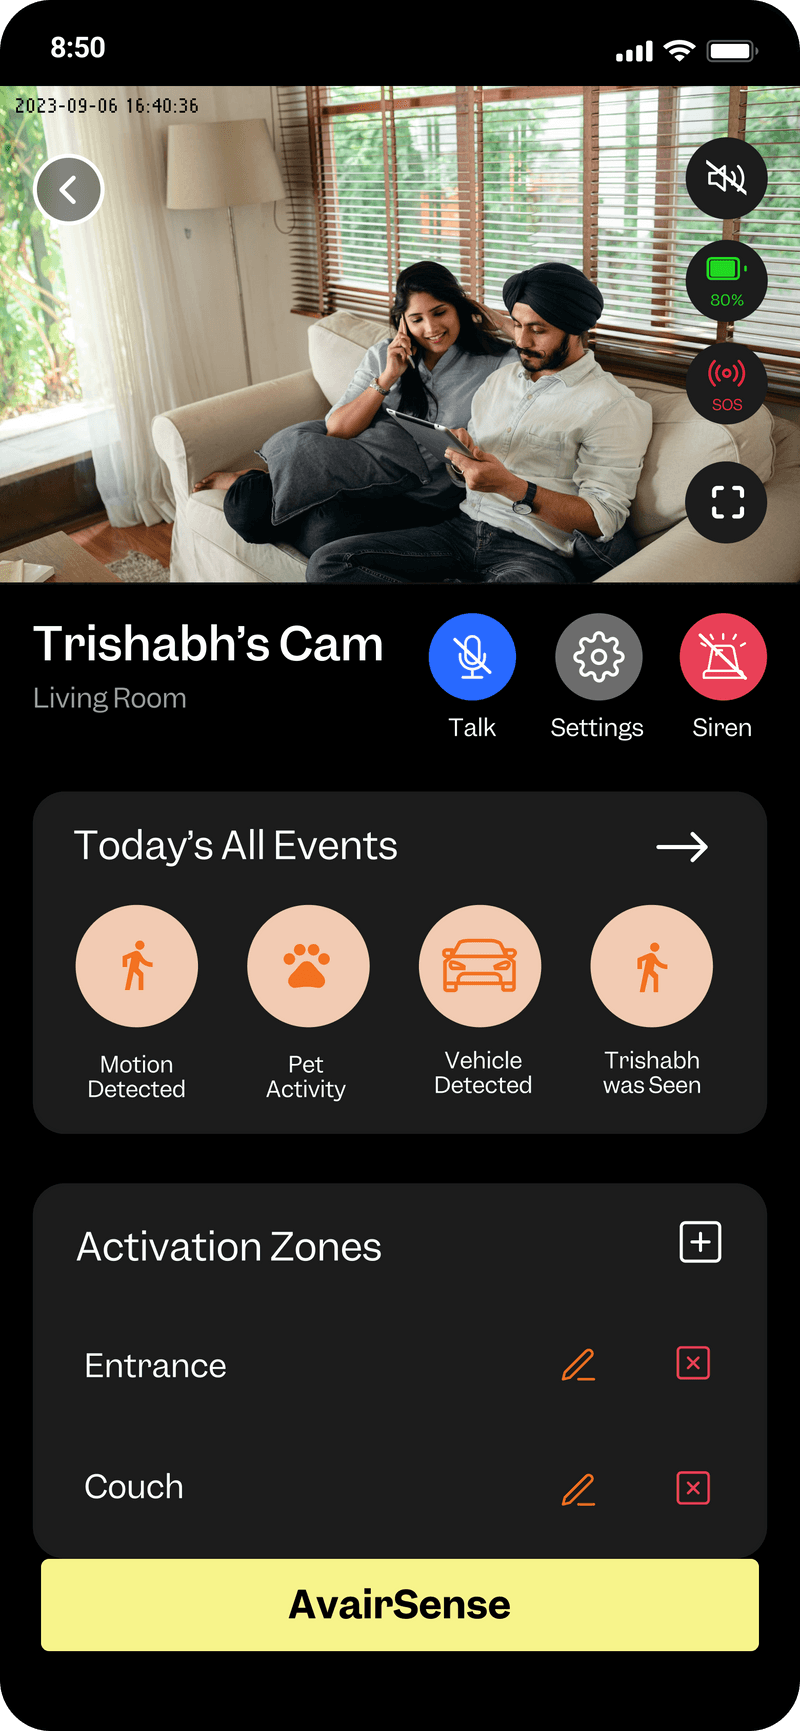 8:50
2023-09-06 16:40:36
80%
SOS
Trishabh’s Cam
Living Room
Talk
Settings
Siren
Today’s All Events
Motion
Detected
Pet
Activity
Vehicle
Detected
Trishabh
was Seen
Activation Zones
Entrance
Couch
AvairSense